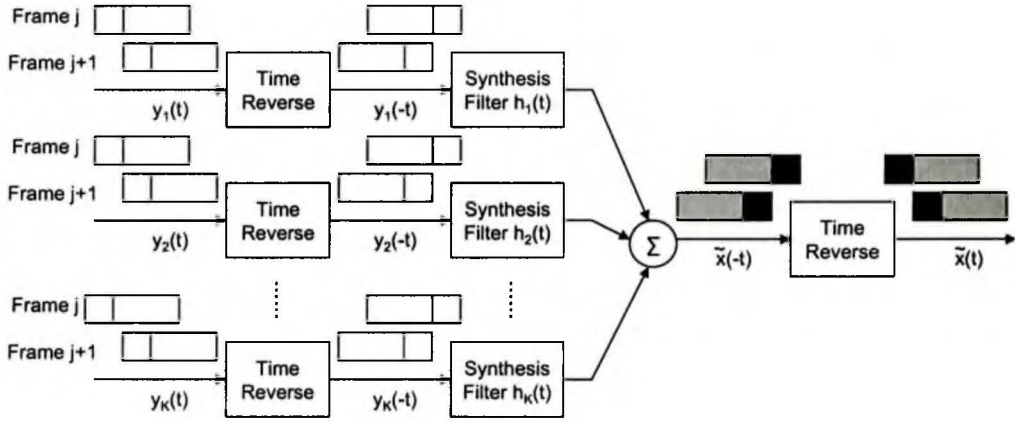 Frame j
Frame j+1
y1(t)
Time
Reverse
y1(-t)
Synthesis
Filter h1(t)
Frame j
Frame j+1
y2(t)
Time
Reverse
y2(-t)
Synthesis
Filter h2(t)
Σ
x̃(-t)
Time
Reverse
x̃(t)
Frame j
Frame j+1
yK(t)
Time
Reverse
yK(-t)
Synthesis
Filter hK(t)